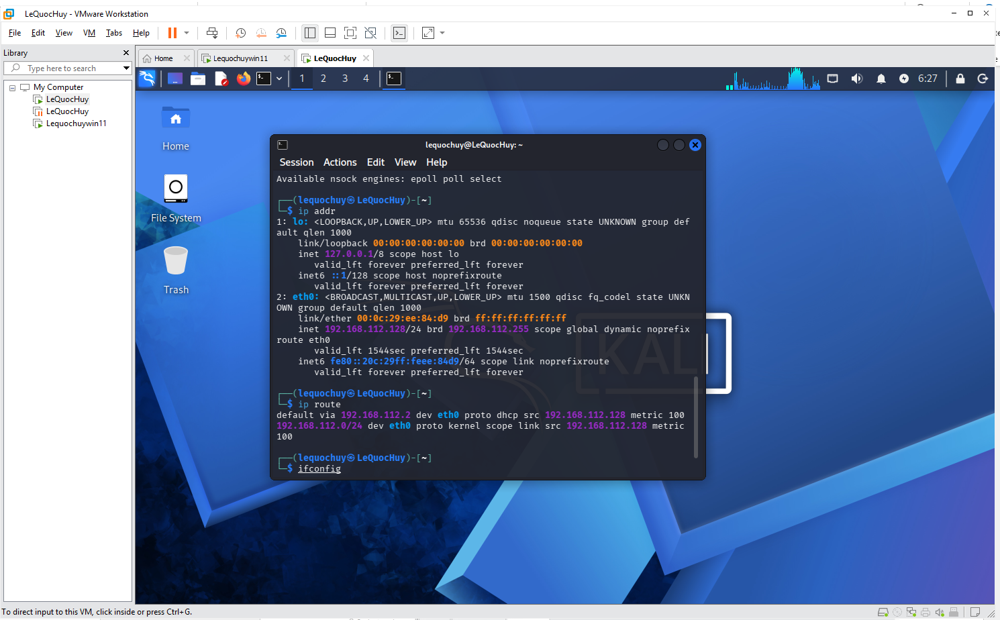 LeQuocHuy - VMware Workstation
File Edit View VM Tabs Help
Library
Type here to search
My Computer
LeQuocHuy
LeQuocHuy
Lequochuywin11
Home
Lequochuywin11
LeQuocHuy
1 2 3 4
6:27
Home
File System
Trash
lequochuy@LeQuocHuy: ~
Session Actions Edit View Help
Available nsock engines: epoll poll select
┌──(lequochuy㉿LeQuocHuy)-[~]
└─$ ip addr
1: lo: <LOOPBACK,UP,LOWER_UP> mtu 65536 qdisc noqueue state UNKNOWN group def
ault qlen 1000
    link/loopback 00:00:00:00:00:00 brd 00:00:00:00:00:00
    inet 127.0.0.1/8 scope host lo
       valid_lft forever preferred_lft forever
    inet6 ::1/128 scope host noprefixroute
       valid_lft forever preferred_lft forever
2: eth0: <BROADCAST,MULTICAST,UP,LOWER_UP> mtu 1500 qdisc fq_codel state UNKN
OWN group default qlen 1000
    link/ether 00:0c:29:ee:84:d9 brd ff:ff:ff:ff:ff:ff
    inet 192.168.112.128/24 brd 192.168.112.255 scope global dynamic noprefix
route eth0
       valid_lft 1544sec preferred_lft 1544sec
    inet6 fe80::20c:29ff:feee:84d9/64 scope link noprefixroute
       valid_lft forever preferred_lft forever
┌──(lequochuy㉿LeQuocHuy)-[~]
└─$ ip route
default via 192.168.112.2 dev eth0 proto dhcp src 192.168.112.128 metric 100
192.168.112.0/24 dev eth0 proto kernel scope link src 192.168.112.128 metric
100
┌──(lequochuy㉿LeQuocHuy)-[~]
└─$ ifconfig
KALI
To direct input to this VM, click inside or press Ctrl+G.